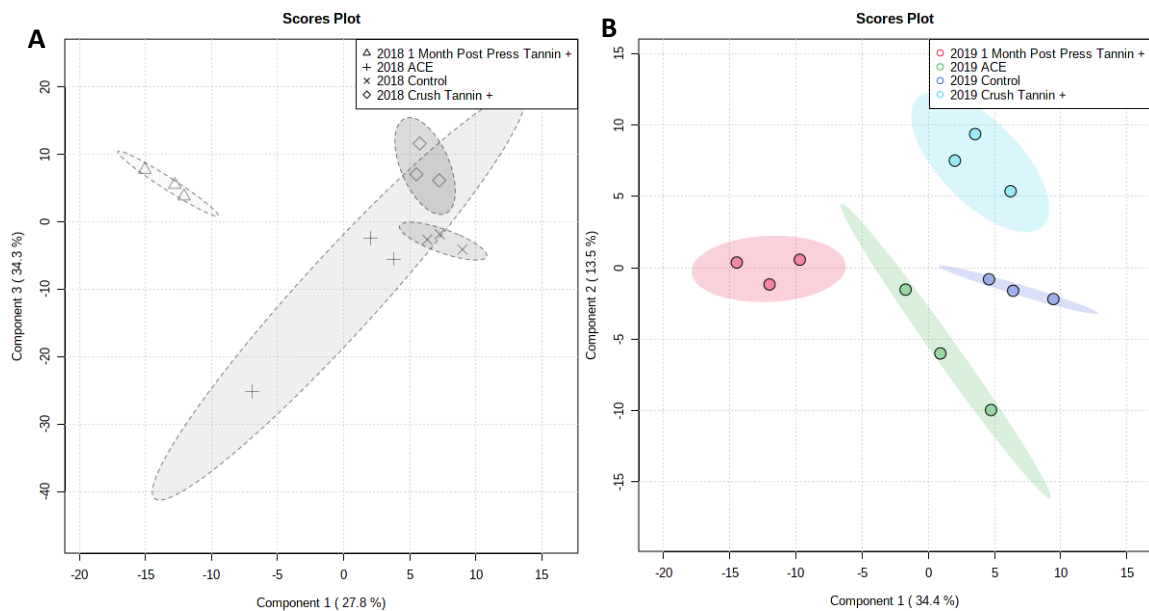 A
Scores Plot
2018 1 Month Post Press Tannin +
2018 ACE
2018 Control
2018 Crush Tannin +
Component 3 ( 34.3 %)
20
10
0
10
20
30
40
-20
-15
-10
-5
0
5
10
15
Component 1 ( 27.8 %)
B
Scores Plot
2019 1 Month Post Press Tannin +
2019 ACE
2019 Control
2019 Crush Tannin +
Component 2 ( 13.5 %)
15
10
5
0
-5
-10
-15
-20
-15
-10
-5
0
5
10
15
Component 1 ( 34.4 %)